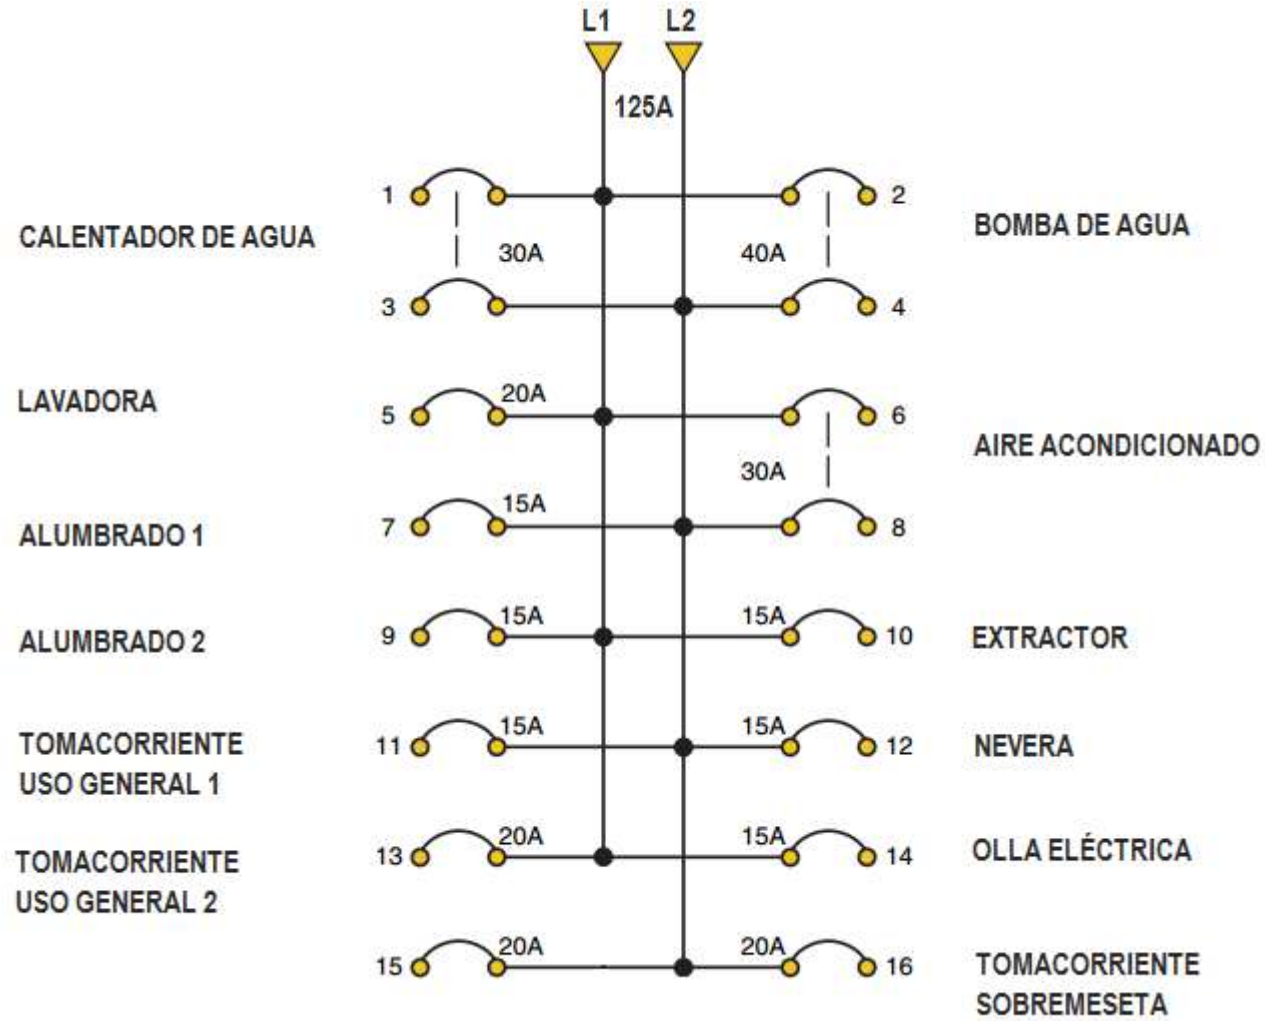 L1 L2
125A
1 2
CALENTADOR DE AGUA 30A 40A BOMBA DE AGUA
3 4
LAVADORA 5 20A 6
30A AIRE ACONDICIONADO
ALUMBRADO 1 7 15A 8
ALUMBRADO 2 9 15A 15A 10 EXTRACTOR
TOMACORRIENTE
USO GENERAL 1
11 15A 15A 12 NEVERA
TOMACORRIENTE
USO GENERAL 2
13 20A 15A 14 OLLA ELÉCTRICA
15 20A 20A 16
TOMACORRIENTE
SOBREMESETA